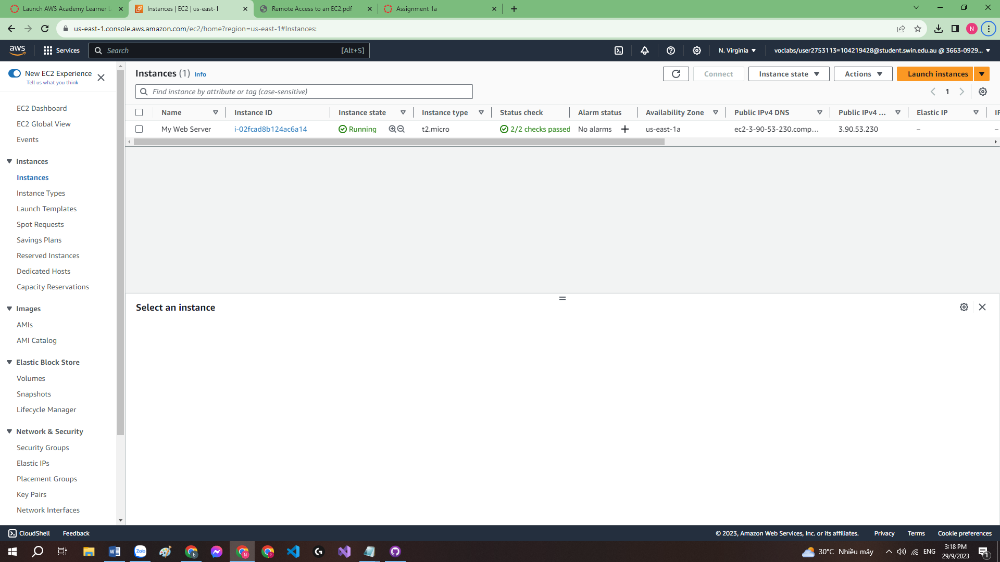 Launch AWS Academy Learner L
Instances | EC2 | us-east-1
Remote Access to an EC2.pdf
Assignment 1a
us-east-1.console.aws.amazon.com/ec2/home?region=us-east-1#Instances:
N
aws
Services
Search
[Alt+S]
N. Virginia
voclabs/user2753113=104219428@student.swin.edu.au @ 3663-0929...
New EC2 Experience
Tell us what you think
EC2 Dashboard
EC2 Global View
Events
Instances
Instances
Instance Types
Launch Templates
Spot Requests
Savings Plans
Reserved Instances
Dedicated Hosts
Capacity Reservations
Images
AMIs
AMI Catalog
Elastic Block Store
Volumes
Snapshots
Lifecycle Manager
Network & Security
Security Groups
Elastic IPs
Placement Groups
Key Pairs
Network Interfaces
Instances (1) Info
Connect
Instance state
Actions
Launch instances
Find instance by attribute or tag (case-sensitive)
1
Name Instance ID Instance state Instance type Status check Alarm status Availability Zone Public IPv4 DNS Public IPv4 ... Elastic IP IP
My Web Server i-02fcad8b124ac6a14 Running t2.micro 2/2 checks passed No alarms us-east-1a ec2-3-90-53-230.comp... 3.90.53.230 – –
Select an instance
CloudShell Feedback © 2023, Amazon Web Services, Inc. or its affiliates. Privacy Terms Cookie preferences
Zalo
b
N
P
30°C Nhiều mây
ENG
3:18 PM
29/9/2023
1